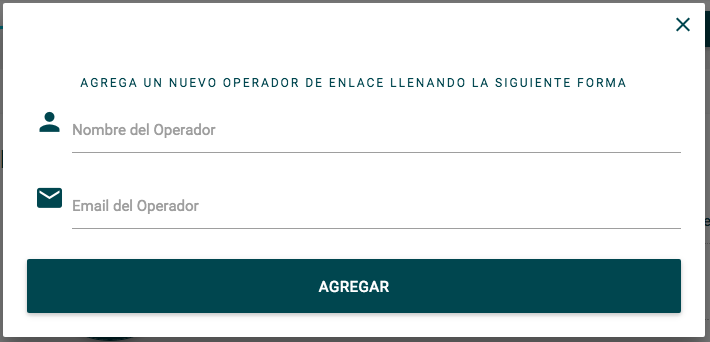 AGREGA UN NUEVO OPERADOR DE ENLACE LLENANDO LA SIGUIENTE FORMA
Nombre del Operador
Email del Operador
AGREGAR